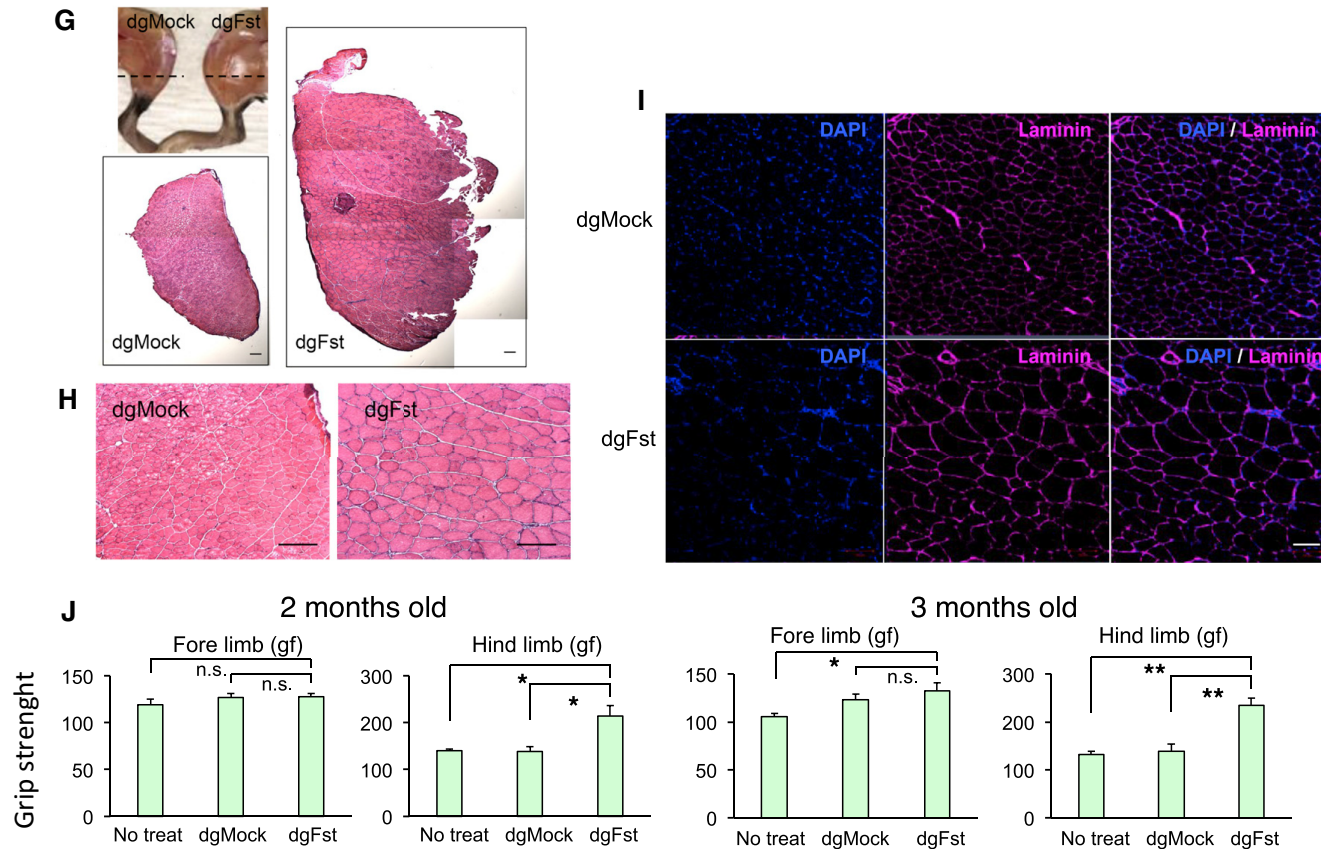 G
dgMock dgFst
dgMock
dgFst
H
dgMock
dgFst
I
DAPI
Laminin
DAPI / Laminin
dgMock
DAPI
Laminin
DAPI / Laminin
dgFst
J
2 months old
3 months old
Grip strenght
Fore limb (gf)
n.s.
n.s.
150
100
50
0
No treat dgMock dgFst
Hind limb (gf)
*
*
300
200
100
0
No treat dgMock dgFst
Fore limb (gf)
*
n.s.
150
100
50
0
No treat dgMock dgFst
Hind limb (gf)
**
**
300
200
100
0
No treat dgMock dgFst